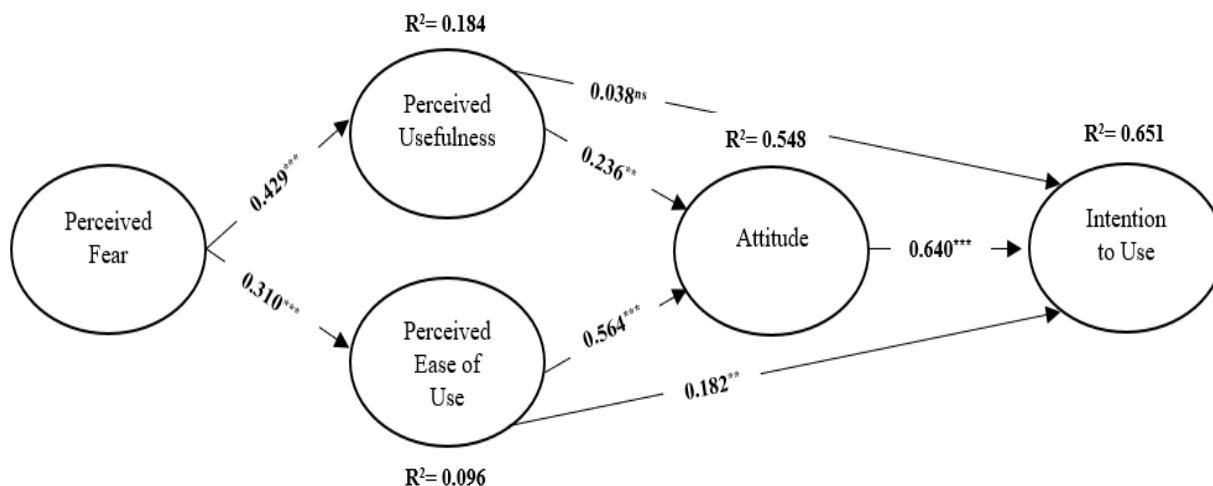 R²= 0.184
Perceived
Usefulness
0.038ⁿˢ
R²= 0.548
R²= 0.651
0.429***
0.236**
Perceived
Fear
Attitude
0.640***
Intention
to Use
0.310***
0.564***
Perceived
Ease of
Use
0.182**
R²= 0.096